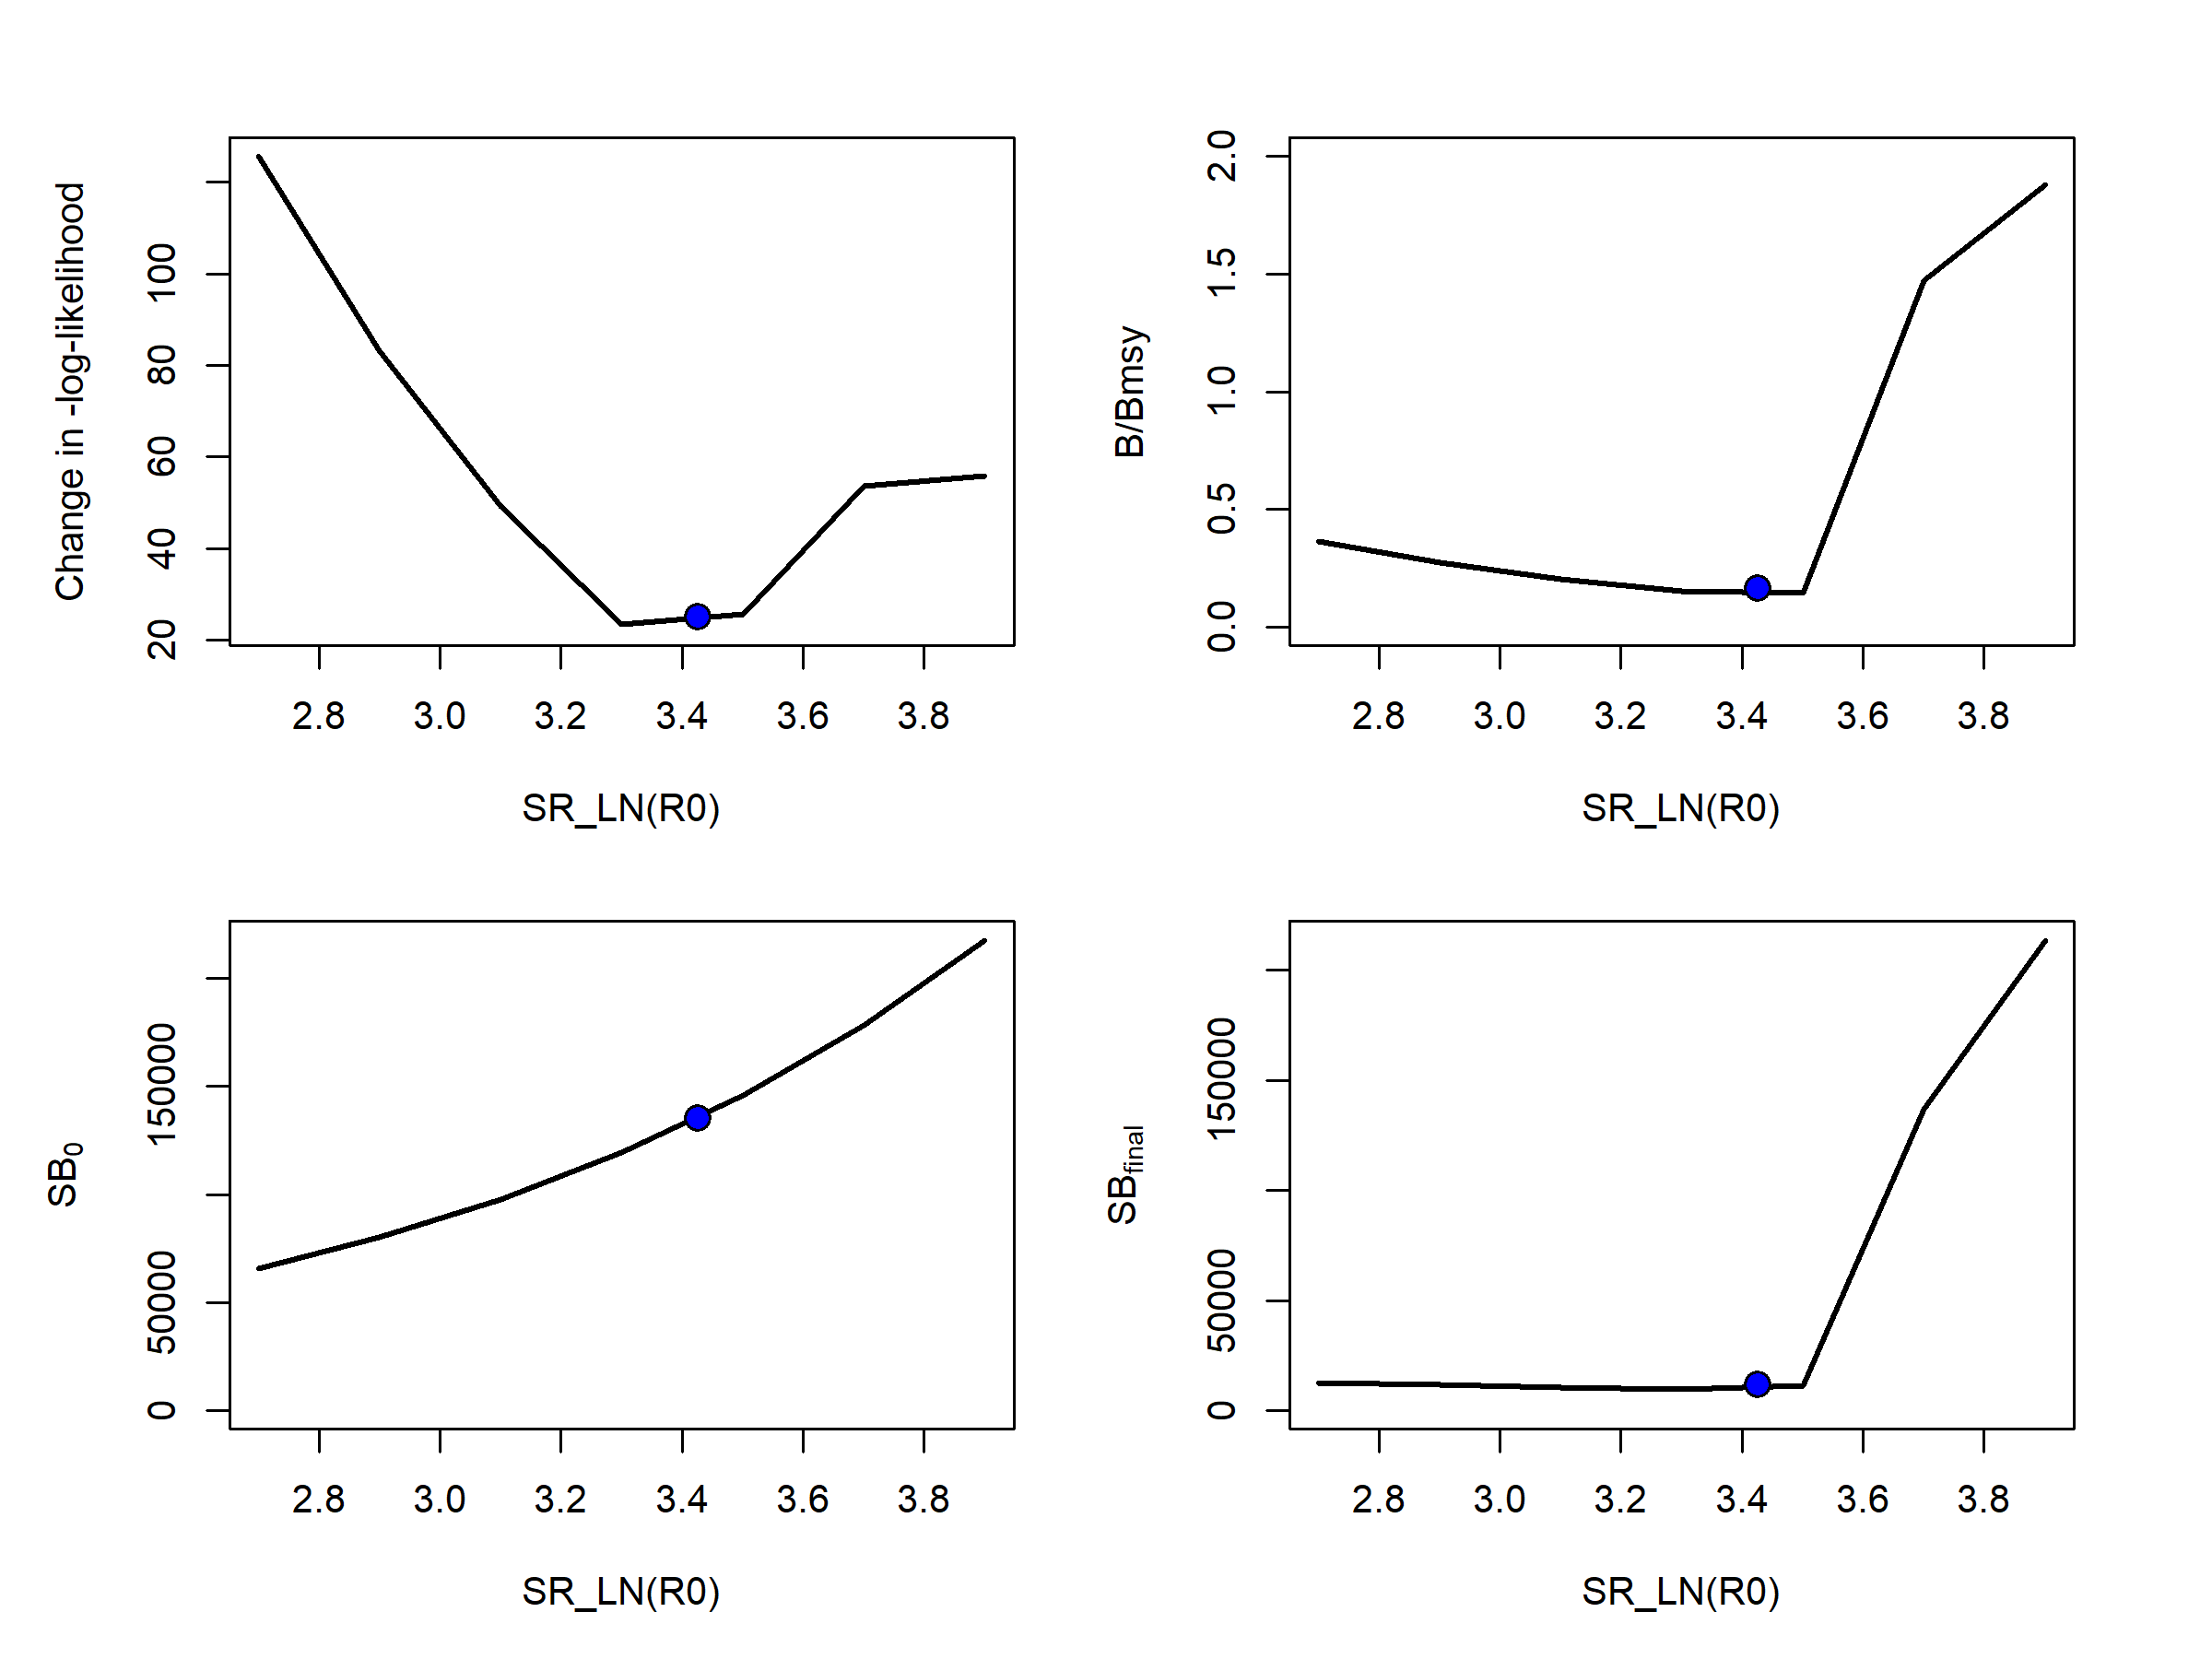 Change in -log-likelihood
20 40 60 80 100
2.8 3.0 3.2 3.4 3.6 3.8
SR_LN(R0)
B/Bmsy
0.0 0.5 1.0 1.5 2.0
2.8 3.0 3.2 3.4 3.6 3.8
SR_LN(R0)
SB0
0 50000 150000
2.8 3.0 3.2 3.4 3.6 3.8
SR_LN(R0)
SBfinal
0 50000 150000
2.8 3.0 3.2 3.4 3.6 3.8
SR_LN(R0)